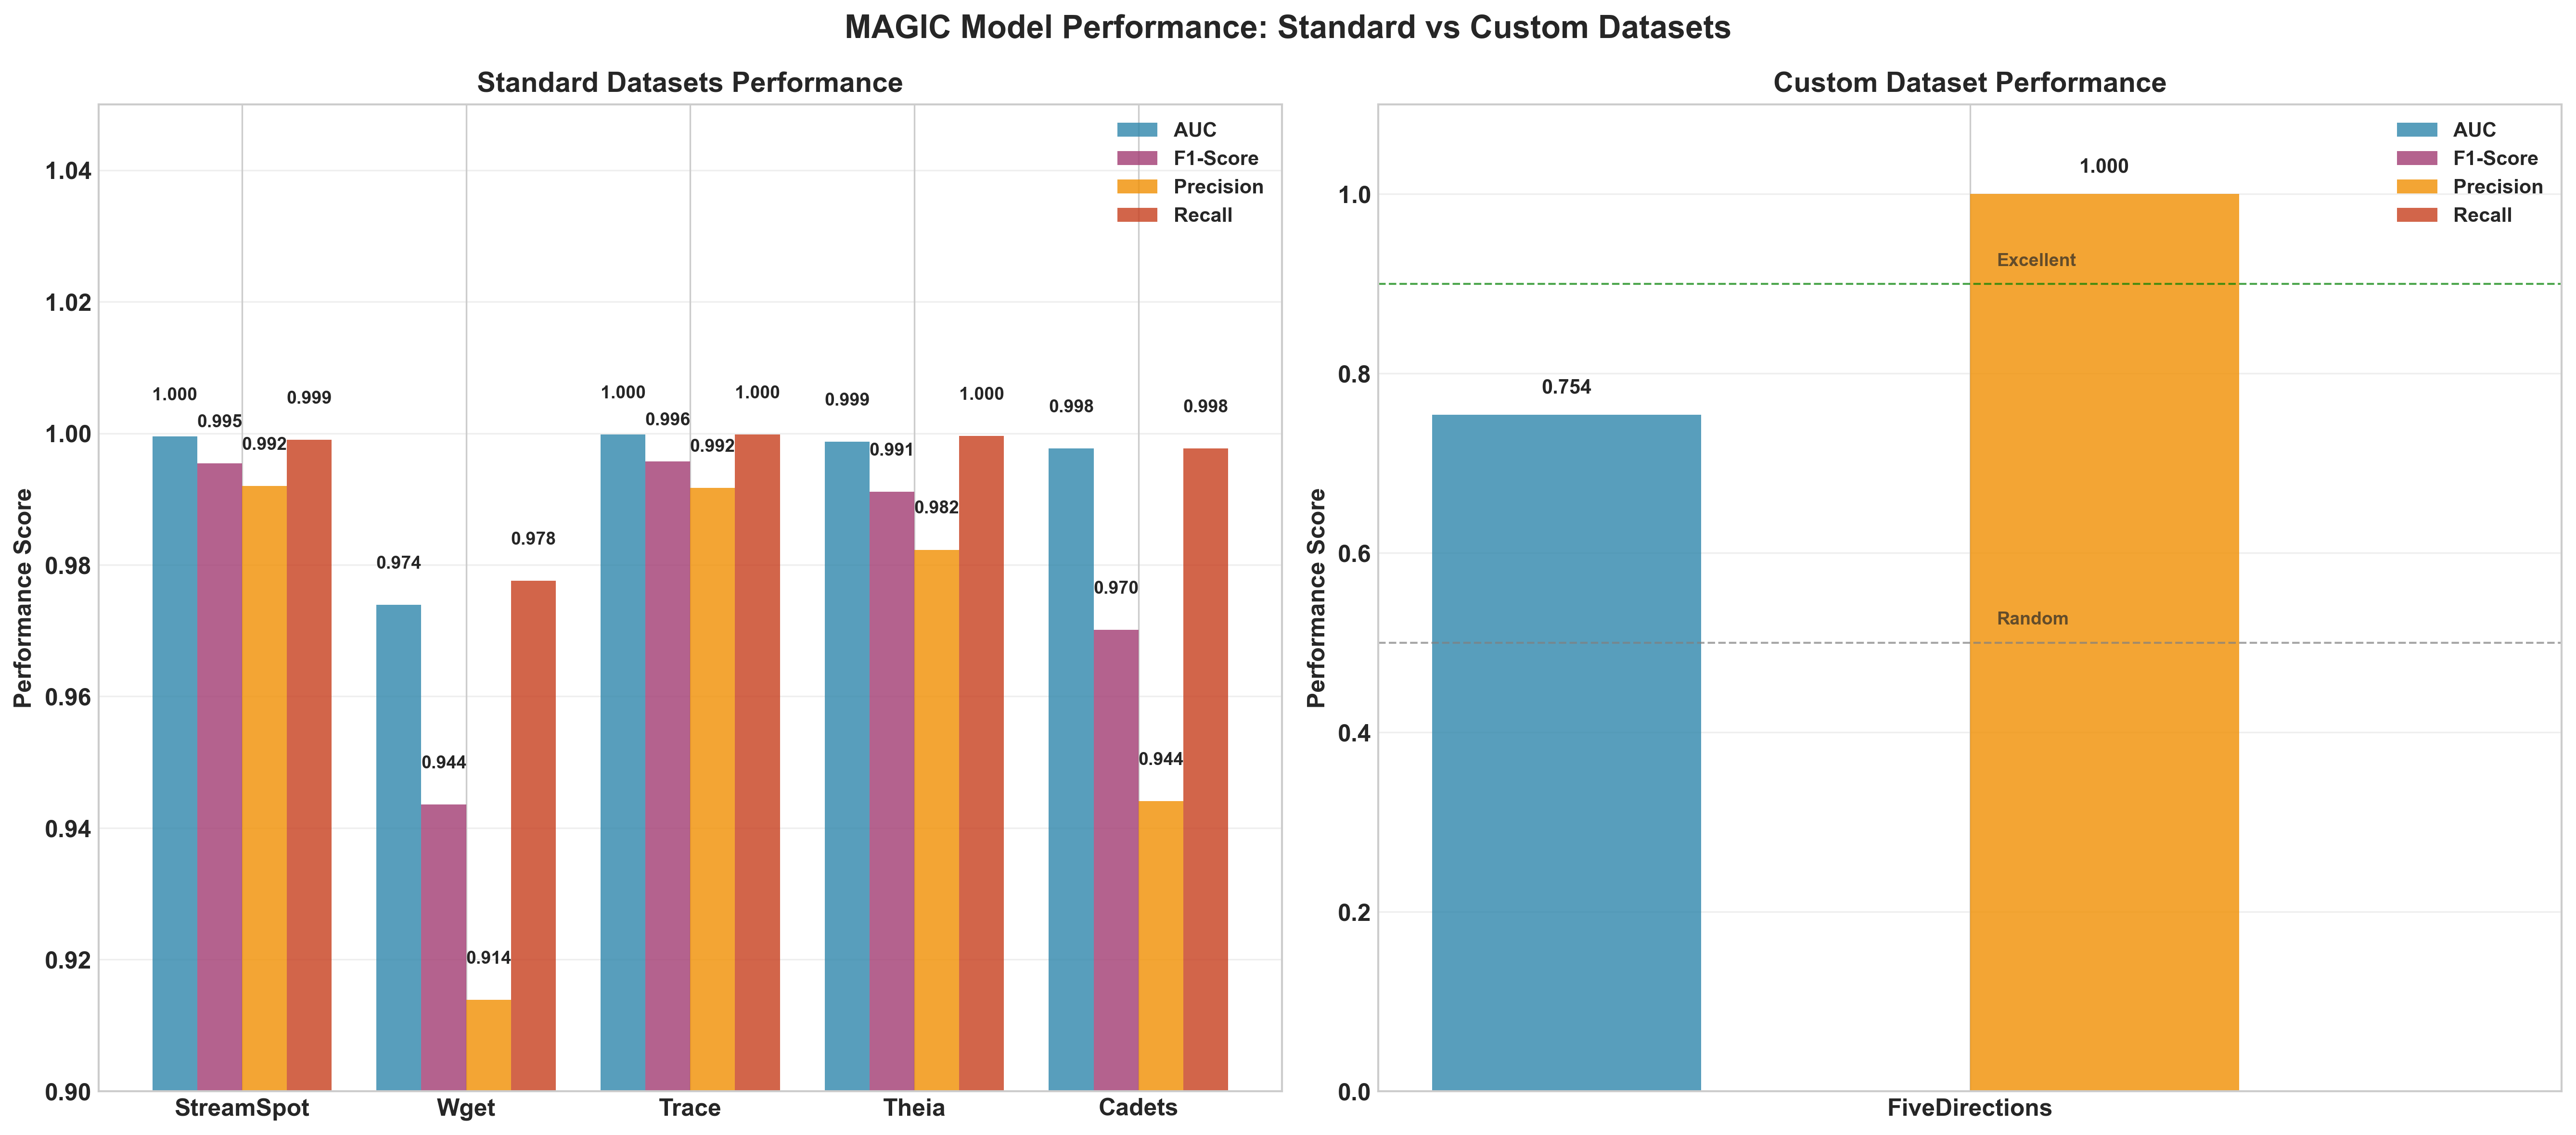 MAGIC Model Performance: Standard vs Custom Datasets
Standard Datasets Performance
Performance Score
1.04
1.02
1.00
0.98
0.96
0.94
0.92
0.90
AUC
F1-Score
Precision
Recall
1.000
0.995
0.992
0.999
0.974
0.944
0.914
0.978
1.000
0.996
0.992
1.000
0.999
0.991
0.982
1.000
0.998
0.970
0.944
0.998
StreamSpot
Wget
Trace
Theia
Cadets
Custom Dataset Performance
Performance Score
1.0
0.8
0.6
0.4
0.2
0.0
AUC
F1-Score
Precision
Recall
1.000
Excellent
0.754
Random
FiveDirections